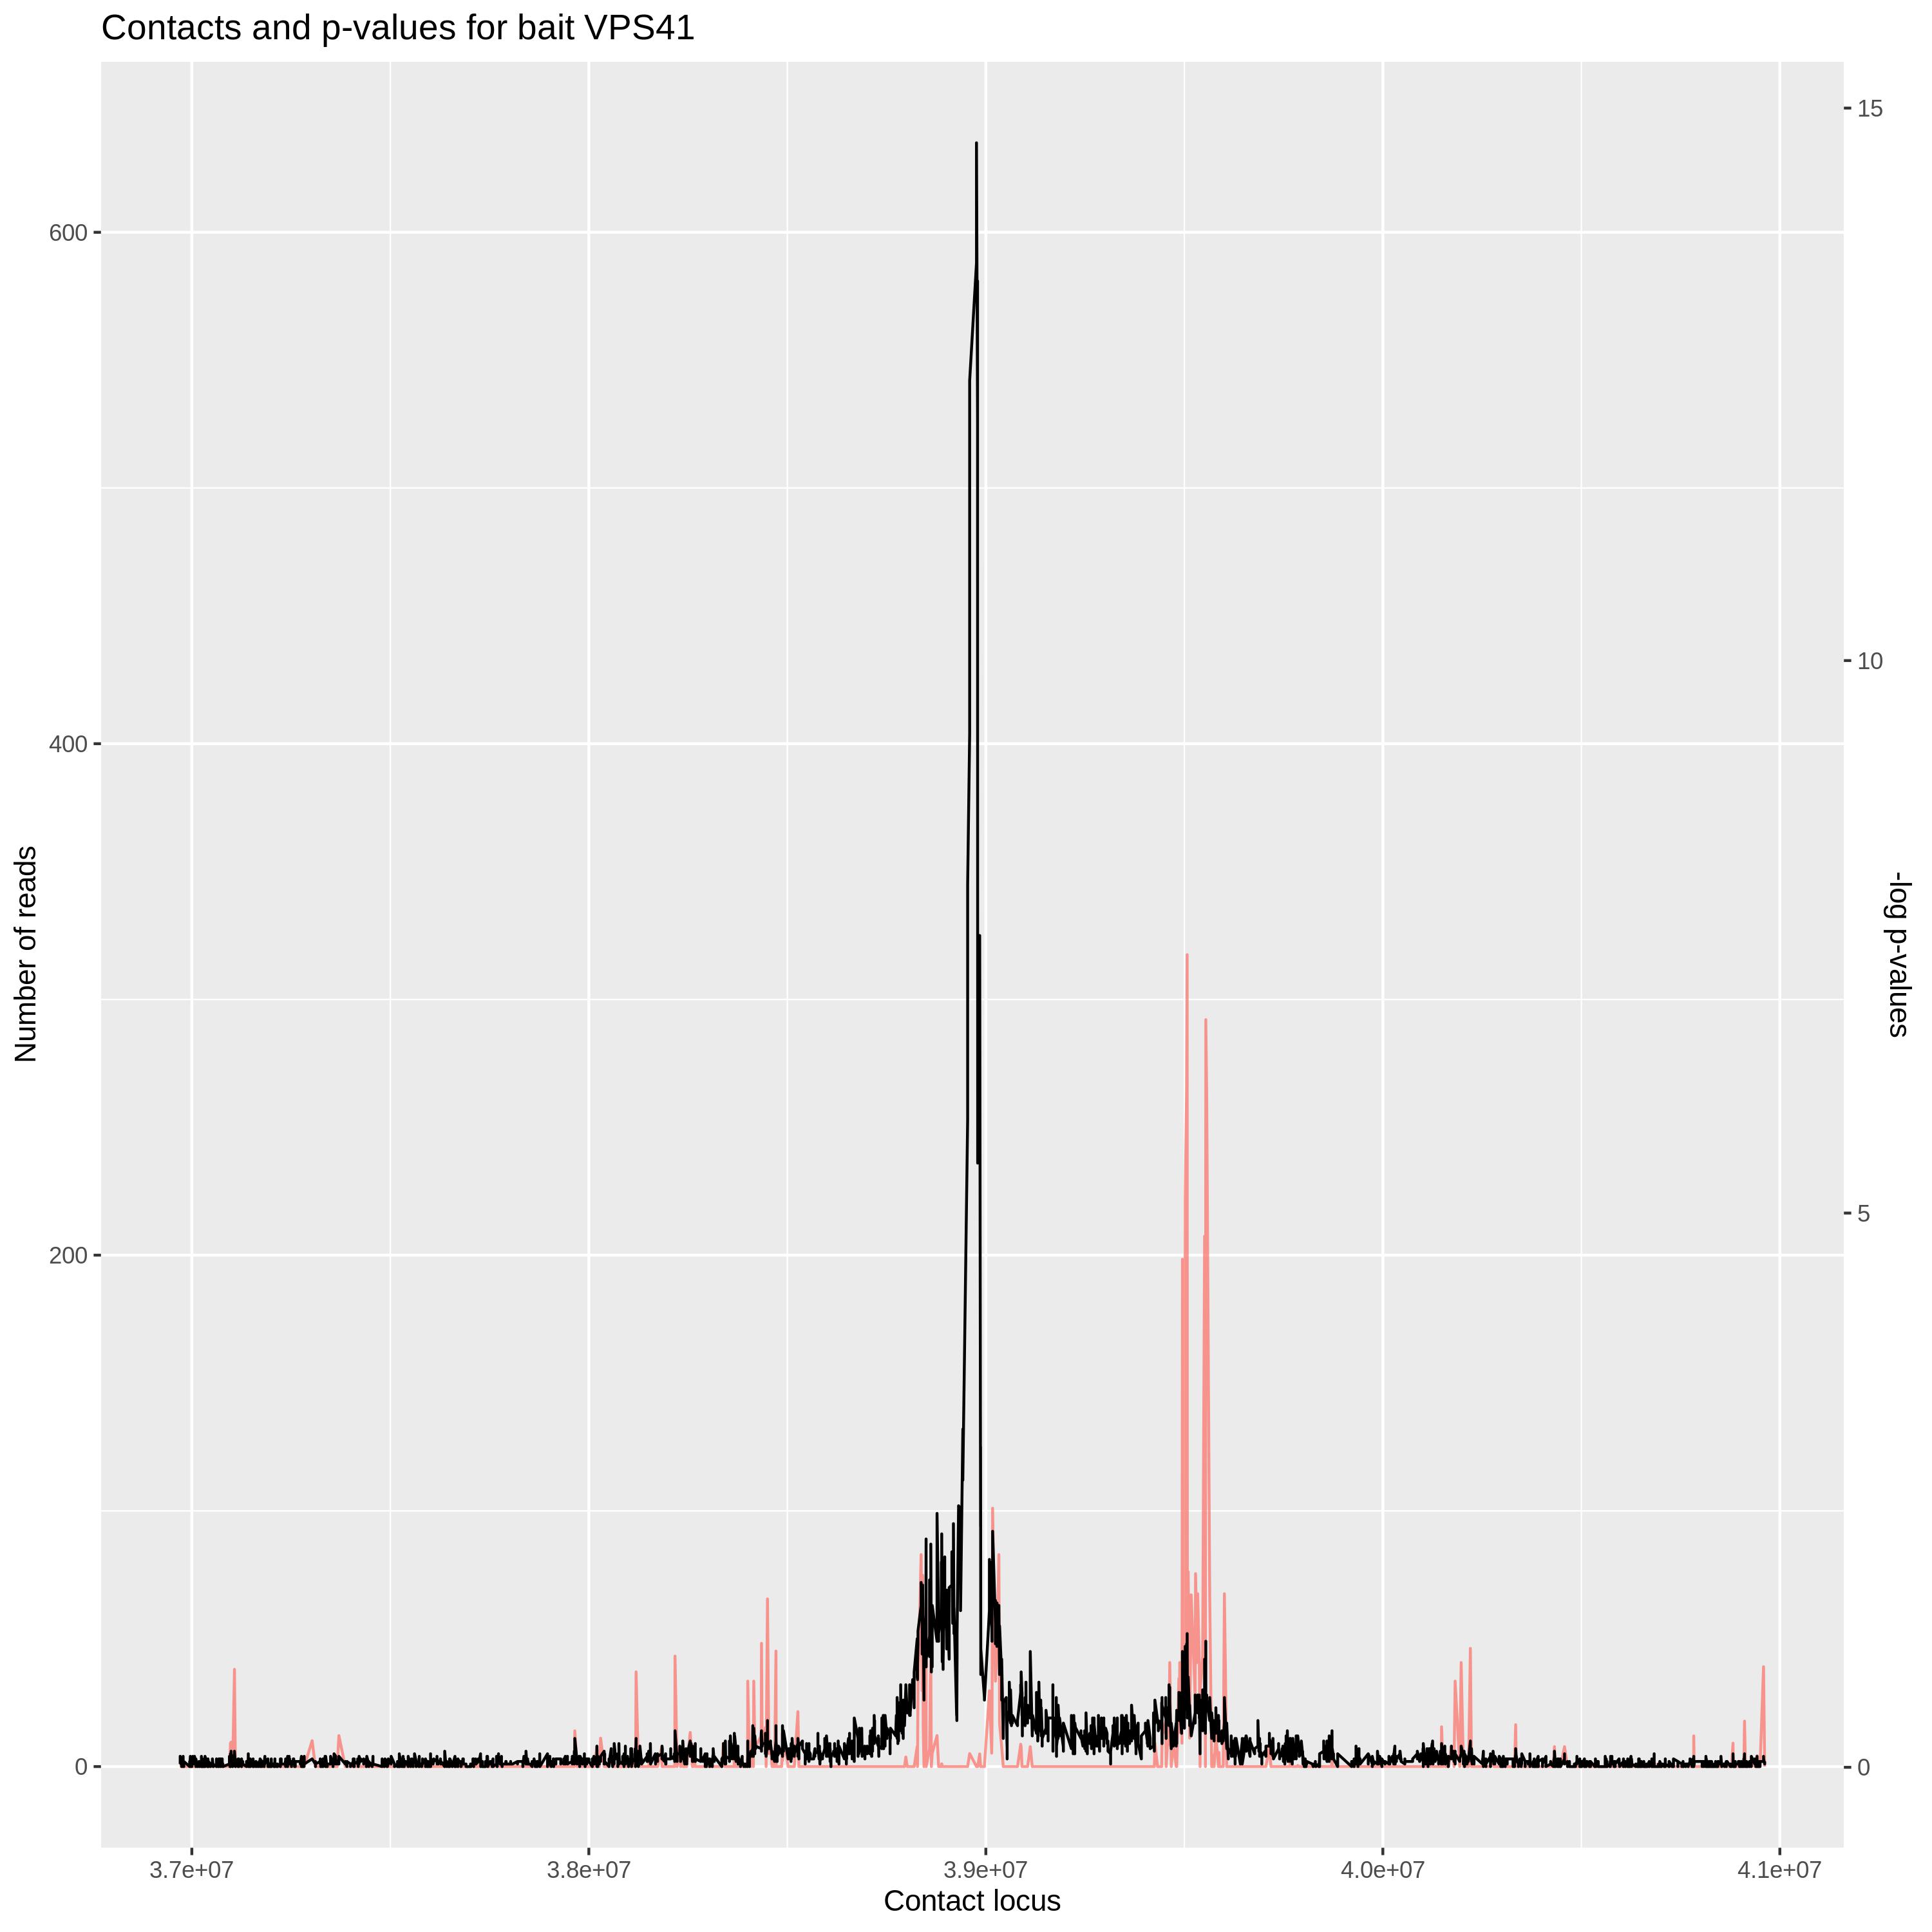 Contacts and p-values for bait VPS41
15
600
10
400
Number of reads
-log p-values
5
200
0
0
3.7e+07 3.8e+07 3.9e+07 4.0e+07 4.1e+07
Contact locus